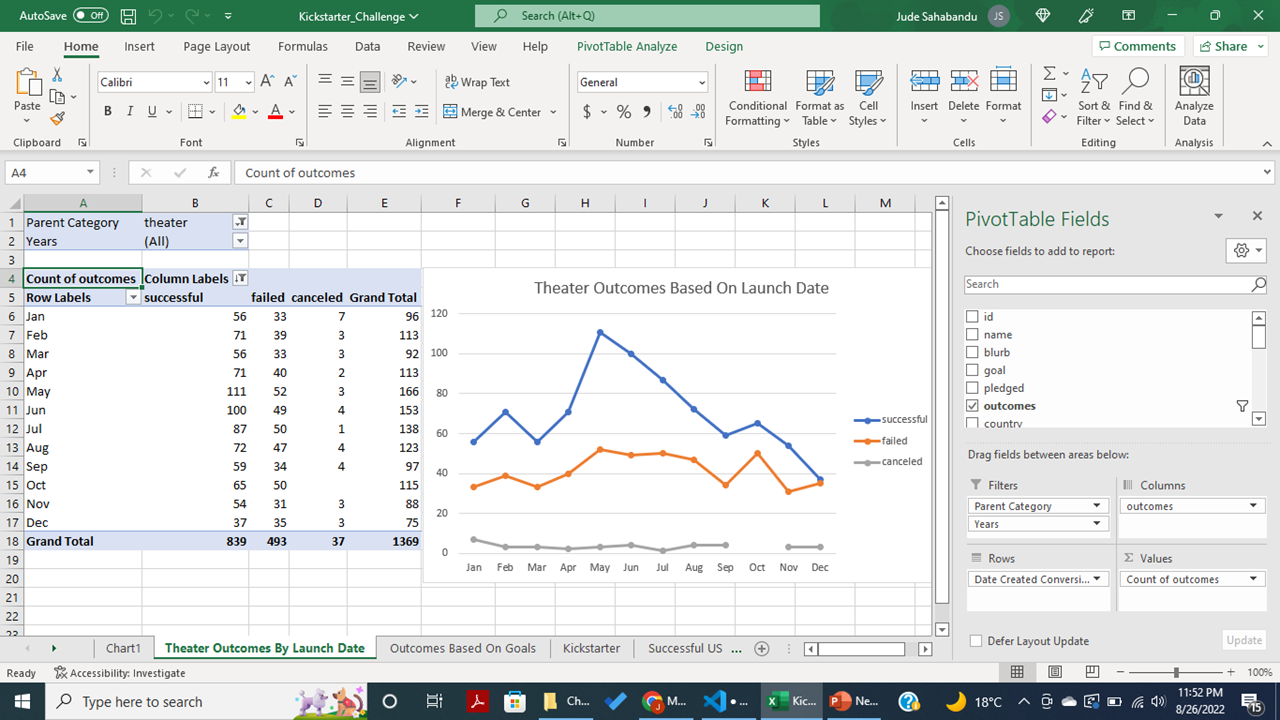 AutoSave Off Kickstarter_Challenge Search (Alt+Q) Jude Sahabandu JS
File Home Insert Page Layout Formulas Data Review View Help PivotTable Analyze Design Comments Share
Paste Calibri 11 Wrap Text General Conditional Formatting Format as Table Cell Styles Insert Delete Format Sort & Filter Find & Select Analyze Data
B I U A Merge & Center $ % 9
Clipboard Font Alignment Number Styles Cells Editing Analysis
A4 fx Count of outcomes
A B C D E F G H I J K L M
1 Parent Category theater
2 Years (All)
3
4 Count of outcomes Column Labels
5 Row Labels successful failed canceled Grand Total
6 Jan 56 33 7 96
7 Feb 71 39 3 113
8 Mar 56 33 3 92
9 Apr 71 40 2 113
10 May 111 52 3 166
11 Jun 100 49 4 153
12 Jul 87 50 1 138
13 Aug 72 47 4 123
14 Sep 59 34 4 97
15 Oct 65 50 115
16 Nov 54 31 3 88
17 Dec 37 35 3 75
18 Grand Total 839 493 37 1369
19
20
21
22
23
Theater Outcomes Based On Launch Date
120
100
80
60
40
20
0
Jan Feb Mar Apr May Jun Jul Aug Sep Oct Nov Dec
successful
failed
canceled
PivotTable Fields
Choose fields to add to report:
Search
id
name
blurb
goal
pledged
outcomes
country
Drag fields between areas below:
Filters Columns
Parent Category outcomes
Years
Rows Σ Values
Date Created Conversi... Count of outcomes
Defer Layout Update Update
Chart1 Theater Outcomes By Launch Date Outcomes Based On Goals Kickstarter Successful US ...
Ready Accessibility: Investigate 100%
Type here to search Ch... M... • ... Kic... Ne... 18°C 11:52 PM
8/26/2022 15